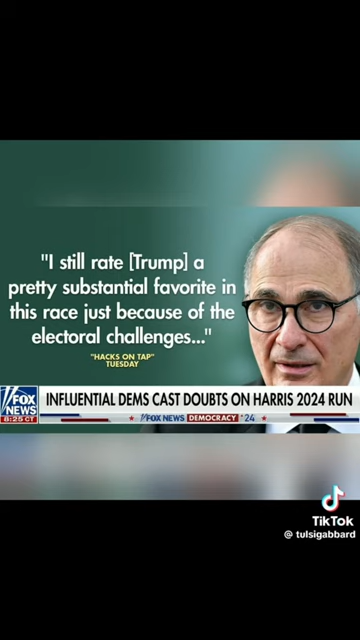 "I still rate [Trump] a
pretty substantial favorite in
this race just because of the
electoral challenges..."
"HACKS ON TAP"
TUESDAY
FOX
NEWS
8:25 CT
INFLUENTIAL DEMS CAST DOUBTS ON HARRIS 2024 RUN
FOX NEWS DEMOCRACY '24
TikTok
@ tulsigabbard